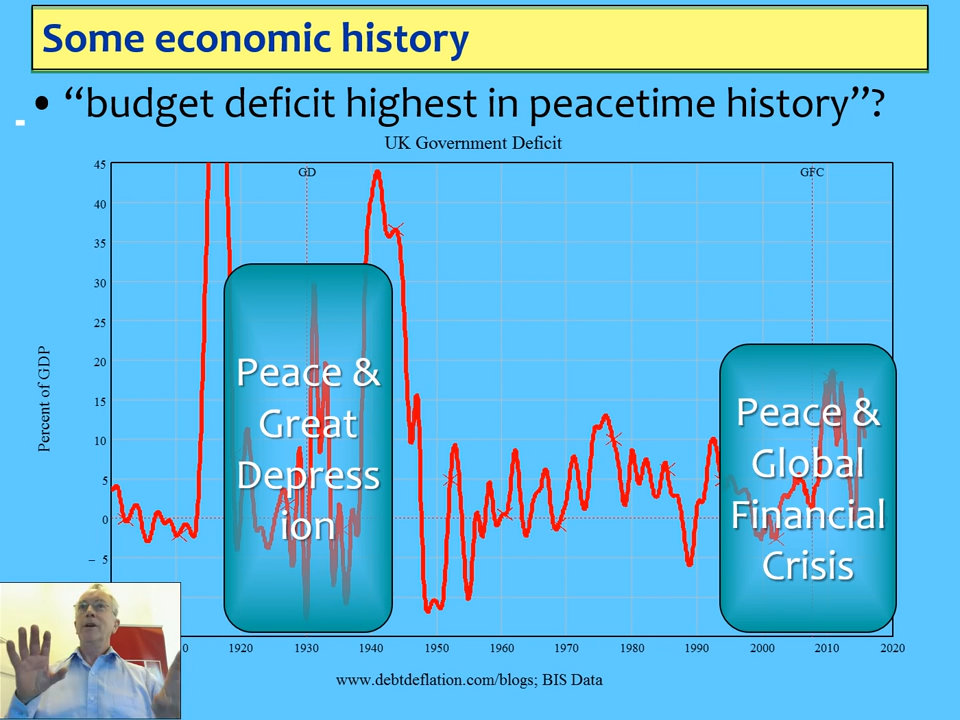 Some economic history
• “budget deficit highest in peacetime history”?
UK Government Deficit
45
40
35
30
25
20
15
10
5
0
– 5
Percent of GDP
GD
GFC
Peace &
Great
Depress
ion
Peace &
Global
Financial
Crisis
0
1920
1930
1940
1950
1960
1970
1980
1990
2000
2010
2020
www.debtdeflation.com/blogs; BIS Data